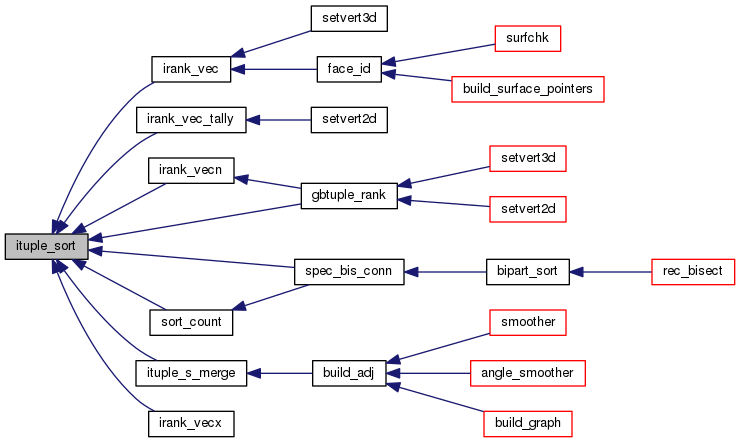 setvert3d
surfchk
irank_vec
face_id
build_surface_pointers
irank_vec_tally
setvert2d
setvert3d
irank_vecn
gbtuple_rank
setvert2d
ituple_sort
spec_bis_conn
bipart_sort
rec_bisect
sort_count
smoother
ituple_s_merge
build_adj
angle_smoother
irank_vecx
build_graph